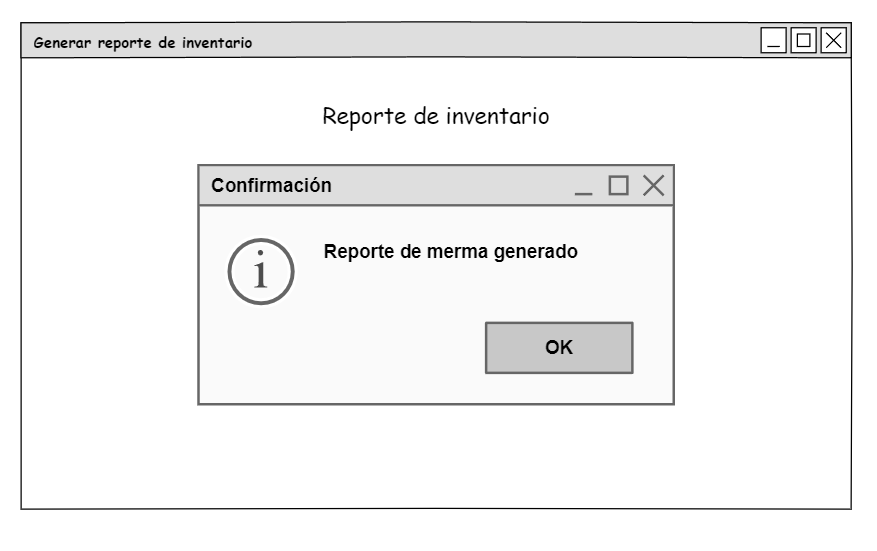 Generar reporte de inventario
Reporte de inventario
Confirmación
i
Reporte de merma generado
OK